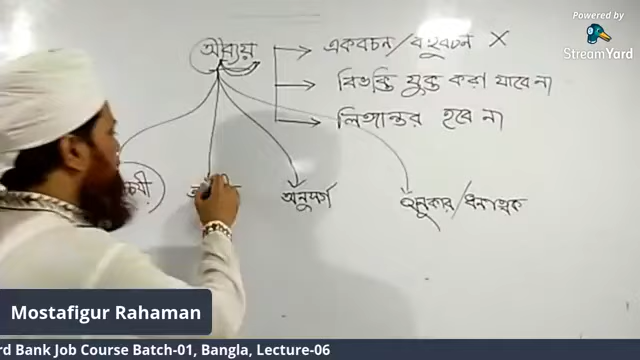 Powered by
StreamYard
অব্যয়
একবচন / বহুবচন X
বিভক্তি যুক্ত করা যাবে না
লিঙ্গান্তর হবে না
অনুসর্গ
অনুকার/ধনাত্মক
Mostafigur Rahaman
rd Bank Job Course Batch-01, Bangla, Lecture-06